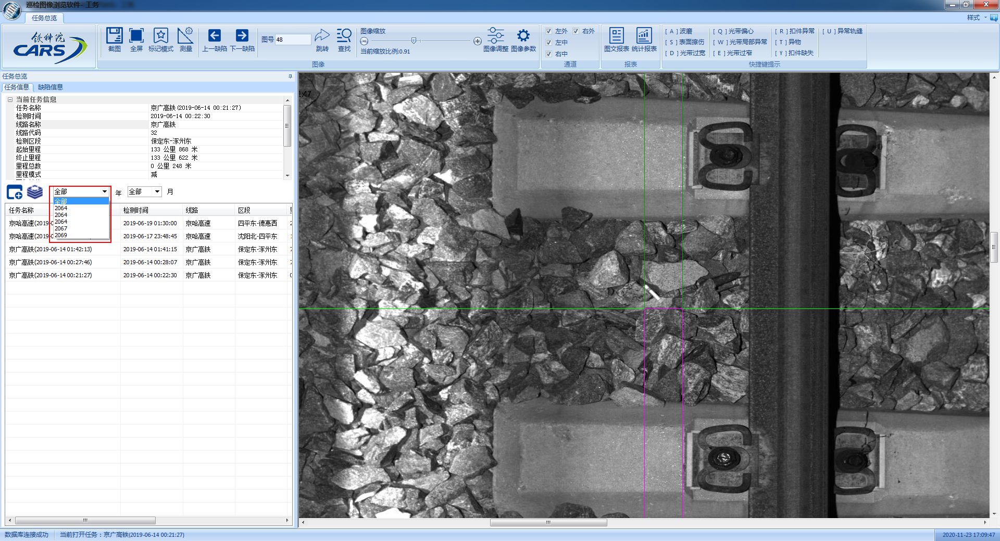 巡检图像浏览软件- 工务
任务总览
样式
铁科院
CARS
截图
全屏
标记模式
测量
上一缺陷
下一缺陷
图号 48
跳转
查找
图像缩放
当前缩放比例:0.91
图像调整
图像参数
图像
左外
右外
左中
右中
通道
图文报表
统计报表
报表
[ A ] 波磨
[ Q ] 光带偏心
[ R ] 扣件异常
[ U ] 异常轨缝
[ S ] 表面擦伤
[ W ] 光带局部异常
[ T ] 异物
[ D ] 光带过宽
[ E ] 光带过窄
[ Y ] 扣件缺失
快捷键提示
任务总览
任务信息
缺陷信息
当前任务信息
任务名称 京广高铁(2019-06-14 00:21:27)
检测时间 2019-06-14 00:22:30
线路名称 京广高铁
线路代码 32
检测区段 保定东-涿州东
起始里程 133 公里 868 米
终止里程 133 公里 622 米
里程总数 0 公里 248 米
里程模式 减
全部 年 全部 月
全部
2064
2064
2064
2067
2069
任务名称 检测时间 线路 区段
京哈高速(2019-0 2019-06-19 01:30:00 京哈高速 四平东-德惠西 2
京哈高速(2019-0 2019-06-17 23:48:45 京哈高速 沈阳北-四平东 1
京广高铁(2019-06-14 01:42:13) 2019-06-14 01:41:15 京广高铁 保定东-涿州东 7
京广高铁(2019-06-14 00:27:46) 2019-06-14 00:28:07 京广高铁 保定东-涿州东 7
京广高铁(2019-06-14 00:21:27) 2019-06-14 00:22:30 京广高铁 保定东-涿州东 0
1:47
数据库连接成功
当前打开任务：京广高铁(2019-06-14 00:21:27)
2020-11-23 17:09:47